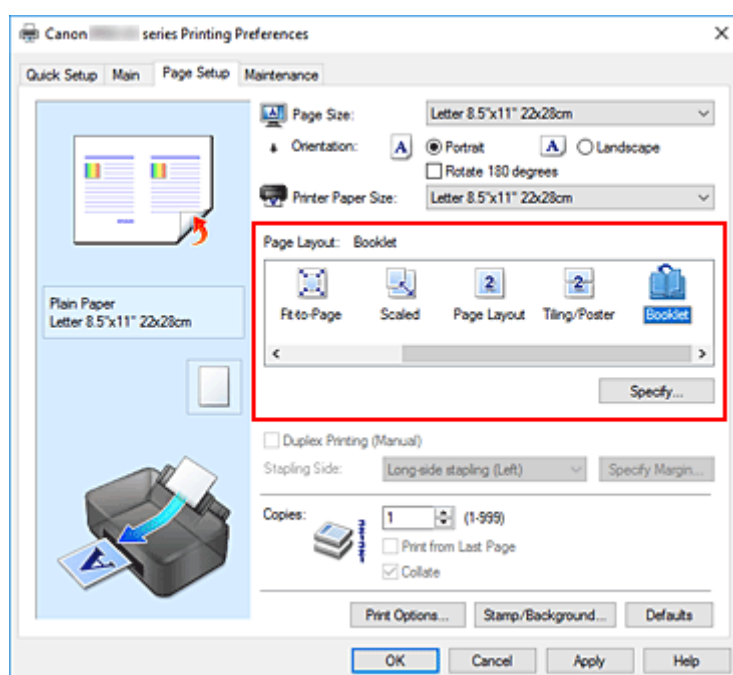 Canon series Printing Preferences
Quick Setup Main Page Setup Maintenance
Page Size: Letter 8.5"x11" 22x28cm
Orientation: A Portrait A Landscape
Rotate 180 degrees
Printer Paper Size: Letter 8.5"x11" 22x28cm
Page Layout: Booklet
2 2
Fit-to-Page Scaled Page Layout Tiling/Poster Booklet
Specify...
Plain Paper
Letter 8.5"x11" 22x28cm
Duplex Printing (Manual)
Stapling Side: Long-side stapling (Left) Specify Margin...
Copies: 1 (1-999)
Print from Last Page
Collate
A
Print Options... Stamp/Background... Defaults
OK Cancel Apply Help